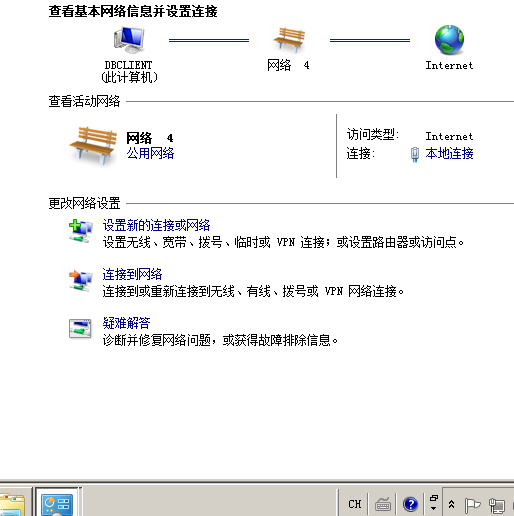 查看基本网络信息并设置连接
DBCLIENT
(此计算机)
网络 4
Internet
查看活动网络
网络 4
公用网络
访问类型: Internet
连接: 本地连接
更改网络设置
设置新的连接或网络
设置无线、宽带、拨号、临时或 VPN 连接；或设置路由器或访问点。
连接到网络
连接到或重新连接到无线、有线、拨号或 VPN 网络连接。
疑难解答
诊断并修复网络问题，或获得故障排除信息。
CH